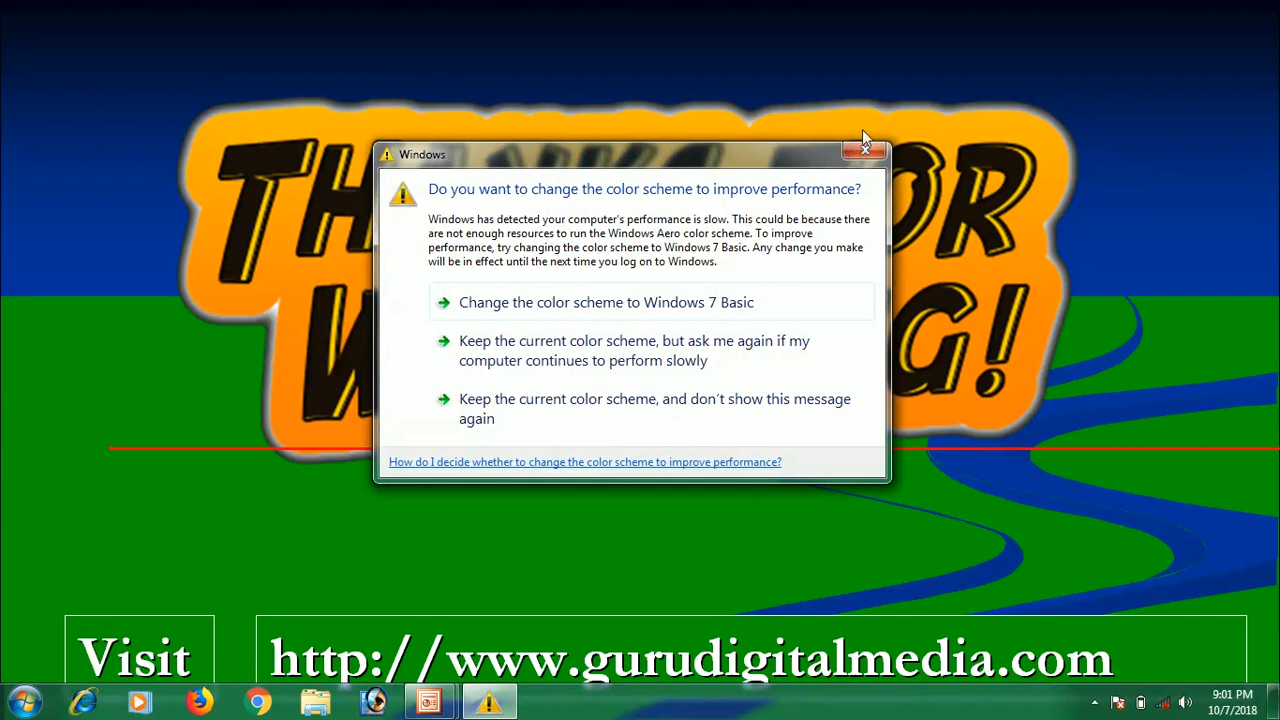 Windows
Do you want to change the color scheme to improve performance?
Windows has detected your computer's performance is slow. This could be because there
are not enough resources to run the Windows Aero color scheme. To improve
performance, try changing the color scheme to Windows 7 Basic. Any change you make
will be in effect until the next time you log on to Windows.
Change the color scheme to Windows 7 Basic
Keep the current color scheme, but ask me again if my
computer continues to perform slowly
Keep the current color scheme, and don't show this message
again
How do I decide whether to change the color scheme to improve performance?
Visit http://www.gurudigitalmedia.com
9:01 PM
10/7/2018